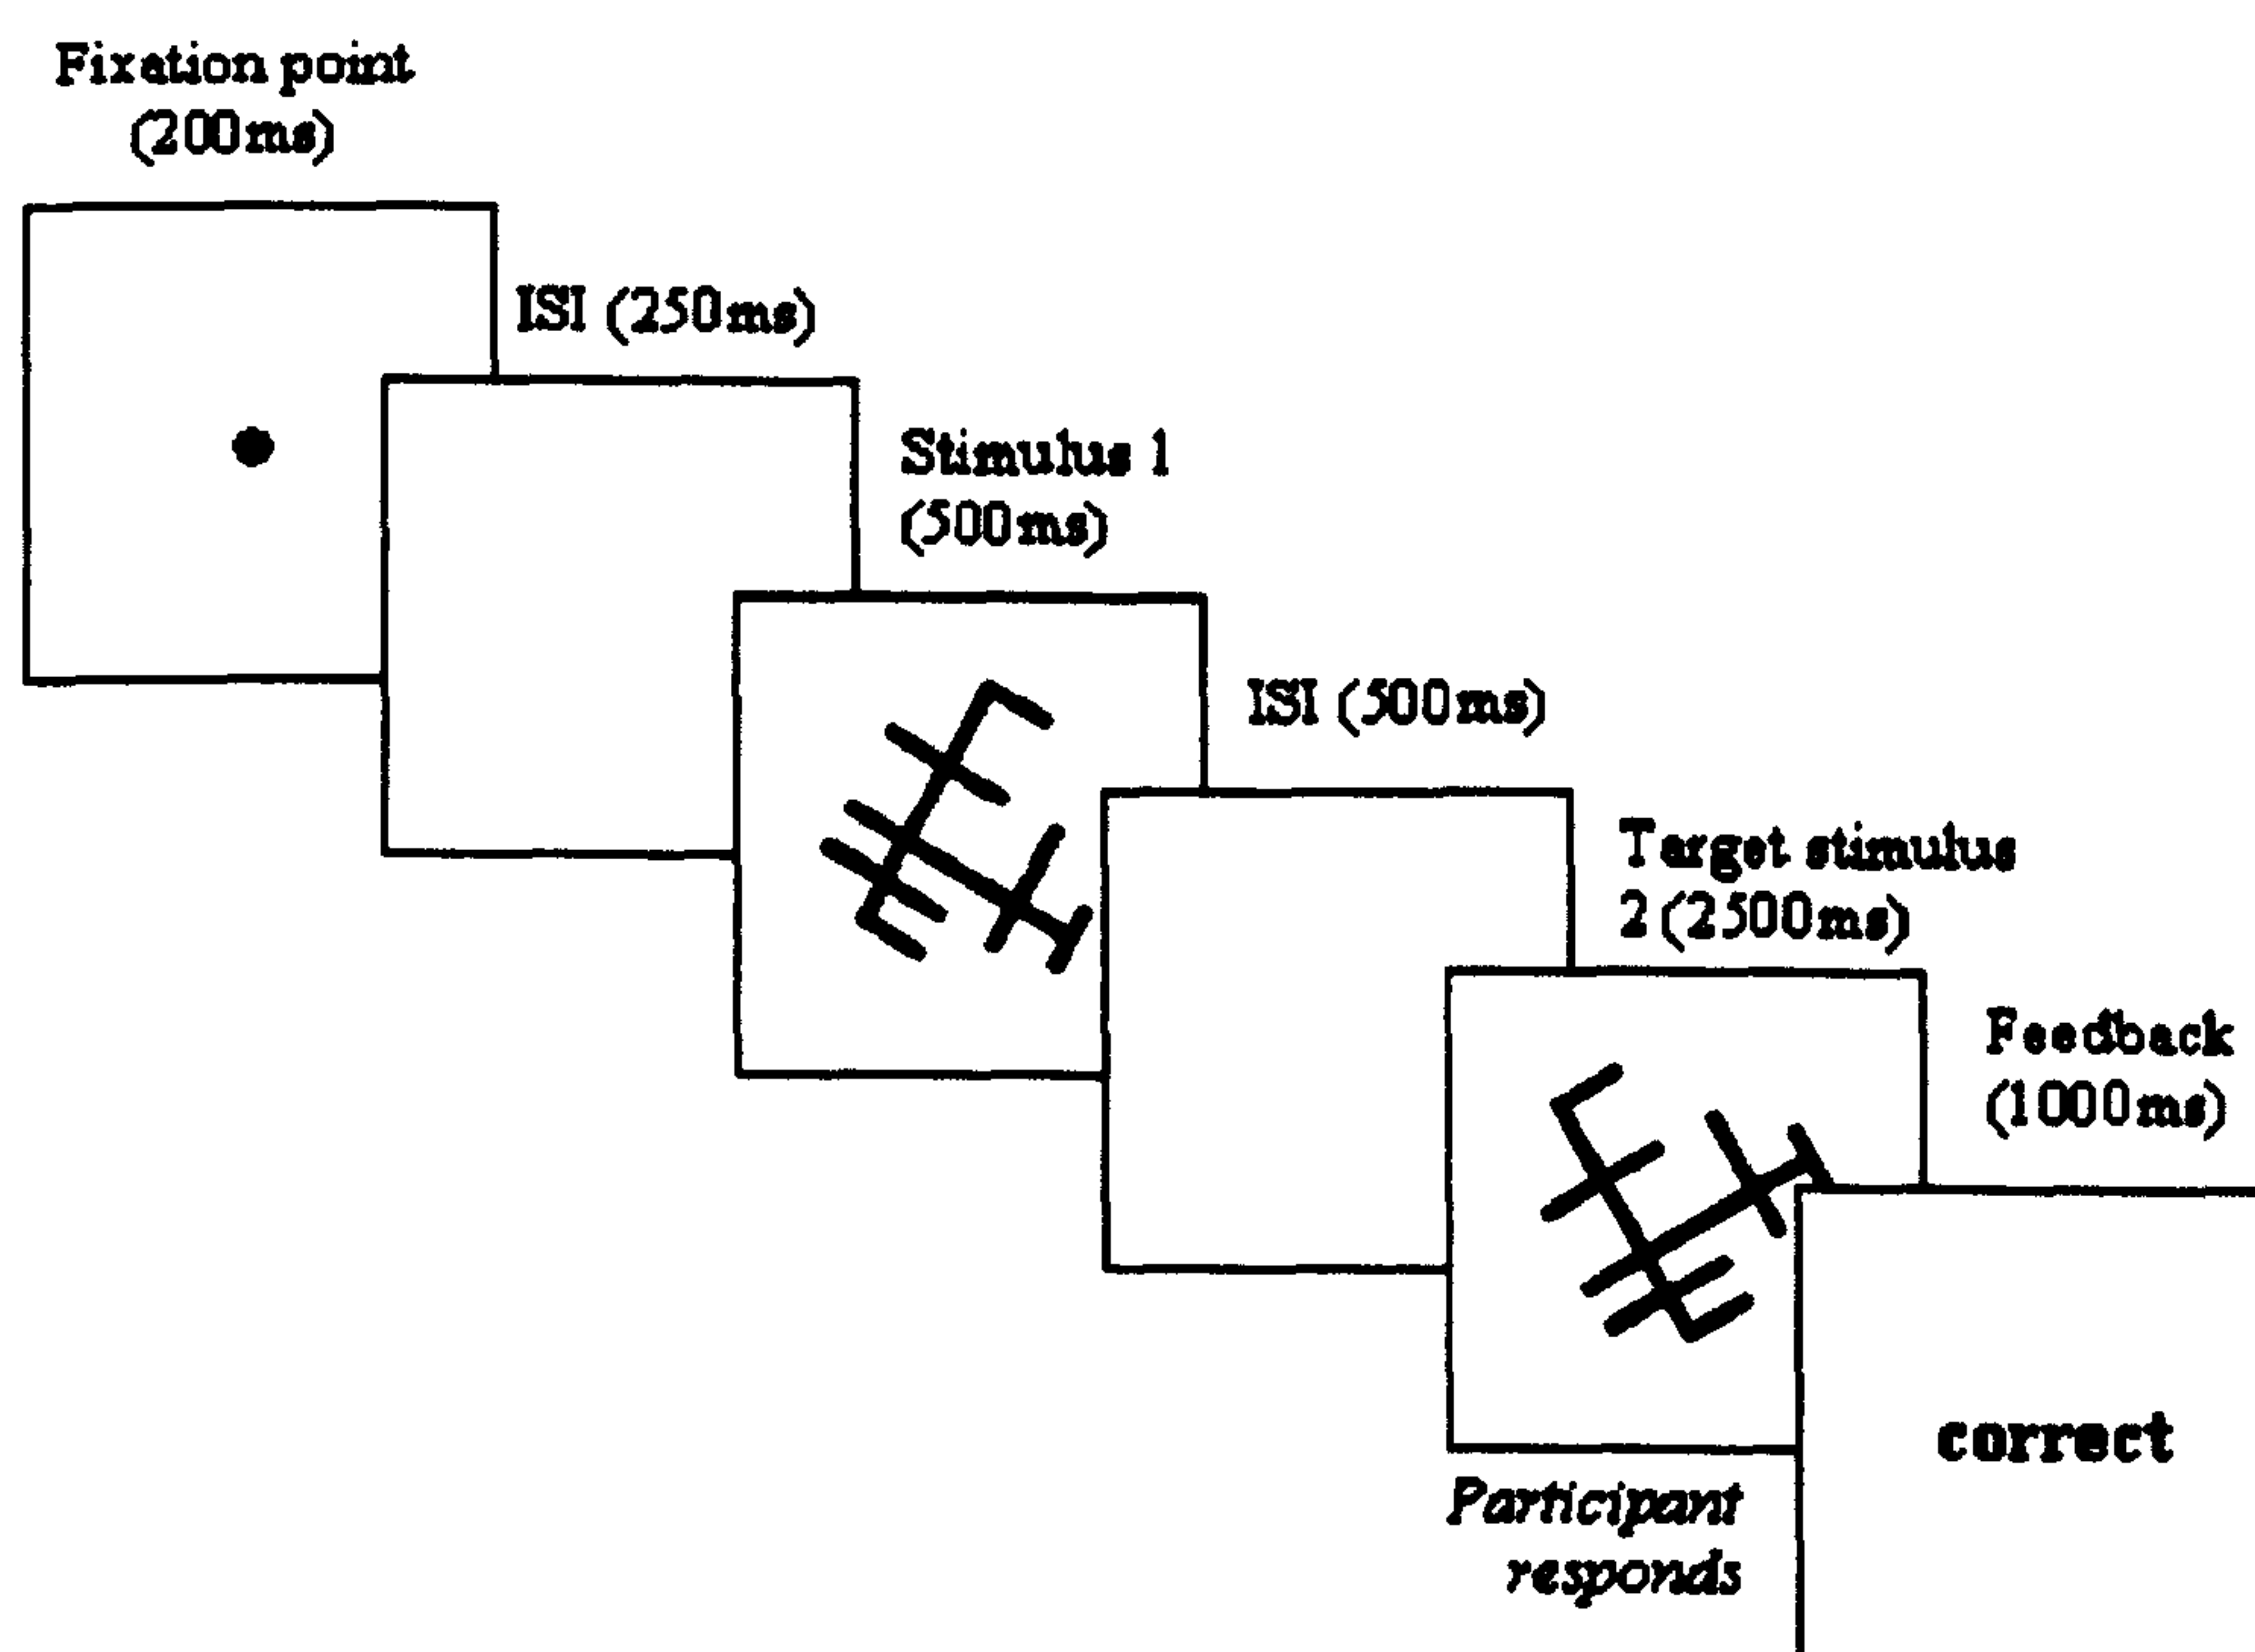 Fixation point
(200ms)
ISI (250ms)
Stimulus 1
(500ms)
ISI (500ms)
Target stimulus
2 (2500ms)
Feedback
(1000ms)
correct
Participant
responds